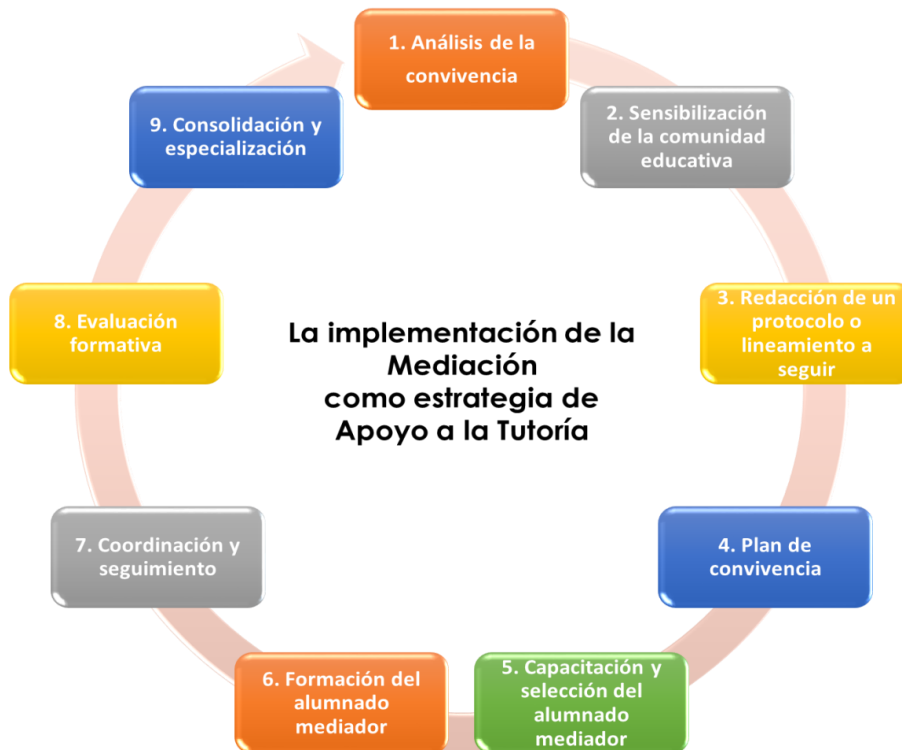 1. Análisis de la
convivencia
2. Sensibilización
de la comunidad
educativa
3. Redacción de un
protocolo o
lineamiento a
seguir
4. Plan de
convivencia
5. Capacitación y
selección del
alumnado
mediador
6. Formación del
alumnado
mediador
7. Coordinación y
seguimiento
8. Evaluación
formativa
9. Consolidación y
especialización
La implementación de la
Mediación
como estrategia de
Apoyo a la Tutoría